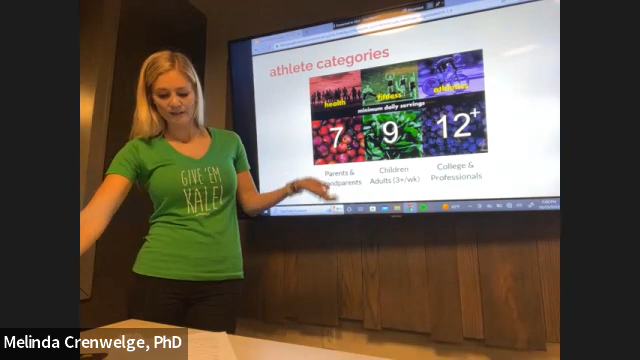 athlete categories
health
fitness
athletics
minimum daily servings
7
9
12+
Parents &
Grandparents
Children
Adults (3+/wk)
College &
Professionals
GIVE 'EM
KALE!
Melinda Crenwelge, PhD